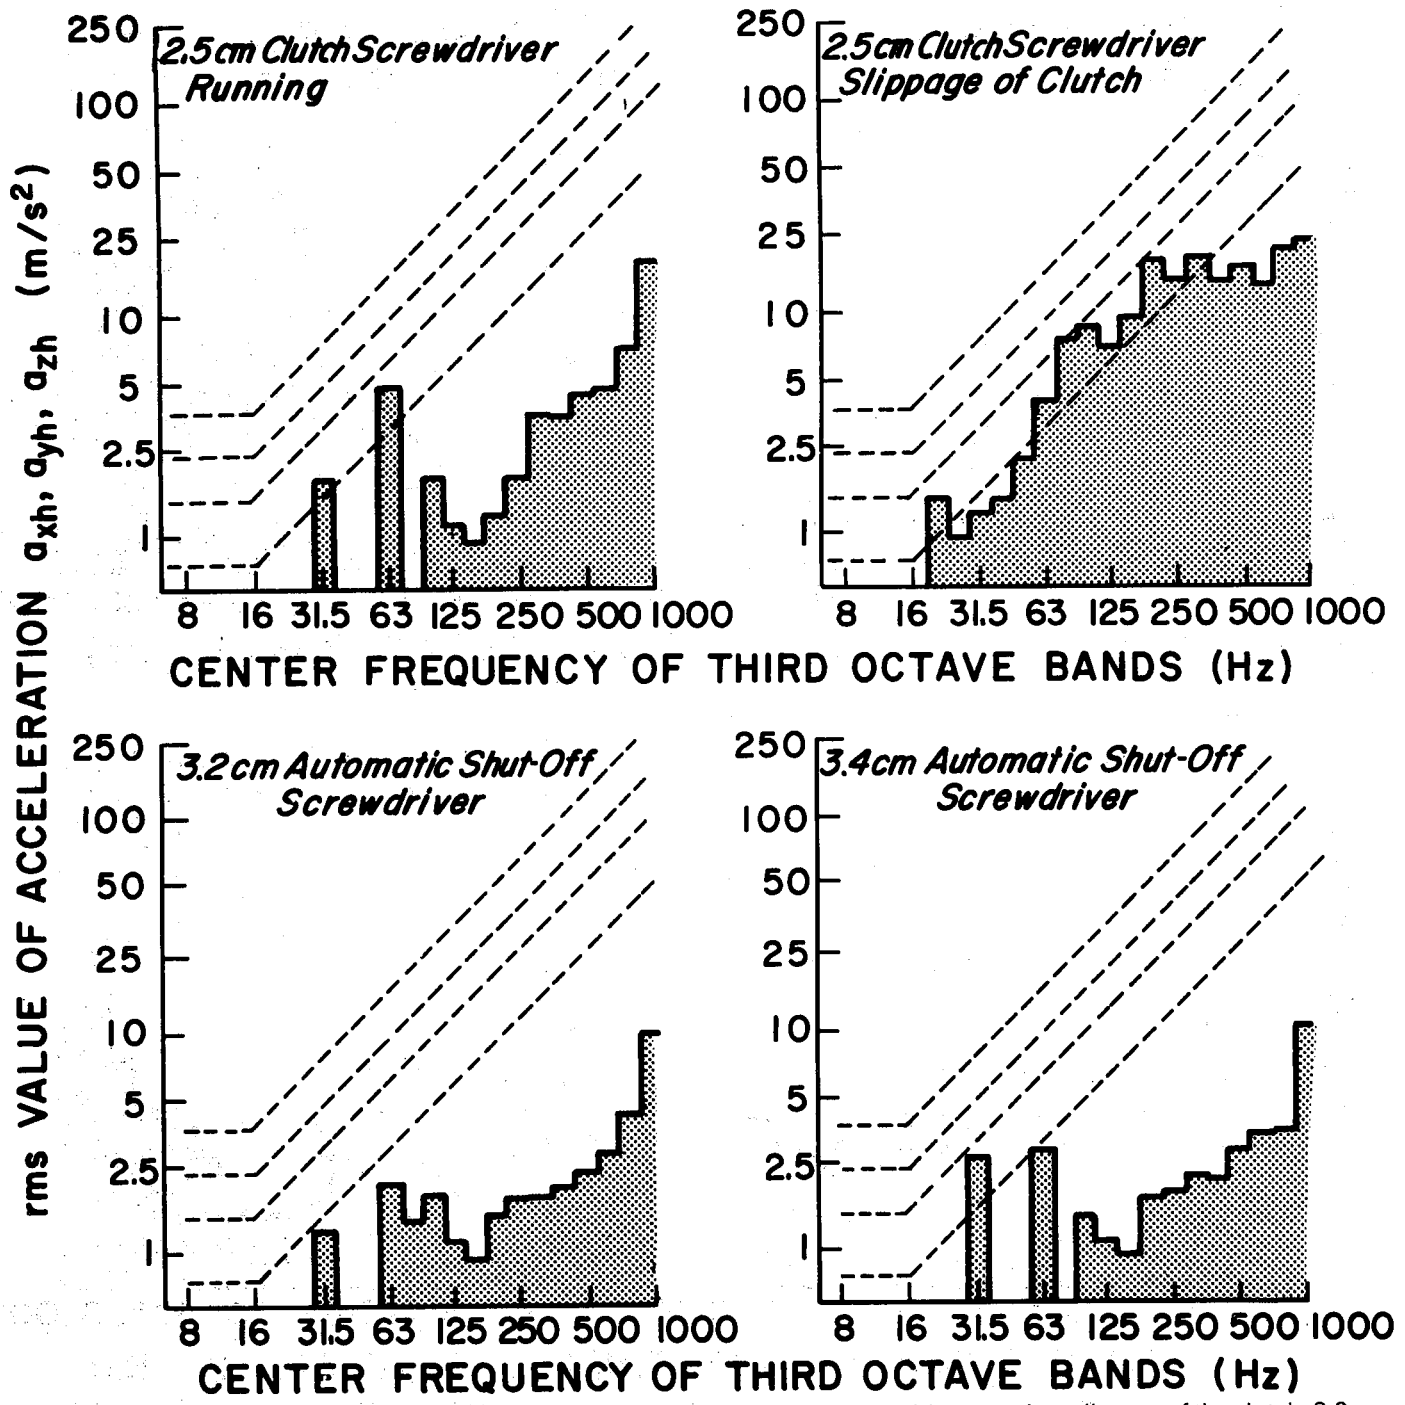 rms VALUE OF ACCELERATION axh, ayh, azh (m/s²)
2.5cm Clutch Screwdriver
Running
250
100
50
25
10
5
2.5
1
8 16 31.5 63 125 250 500 1000
2.5cm Clutch Screwdriver
Slippage of Clutch
250
100
50
25
10
5
2.5
1
8 16 31.5 63 125 250 500 1000
CENTER FREQUENCY OF THIRD OCTAVE BANDS (Hz)
3.2cm Automatic Shut-Off
Screwdriver
250
100
50
25
10
5
2.5
1
8 16 31.5 63 125 250 500 1000
3.4cm Automatic Shut-Off
Screwdriver
250
100
50
25
10
5
2.5
1
8 16 31.5 63 125 250 500 1000
CENTER FREQUENCY OF THIRD OCTAVE BANDS (Hz)